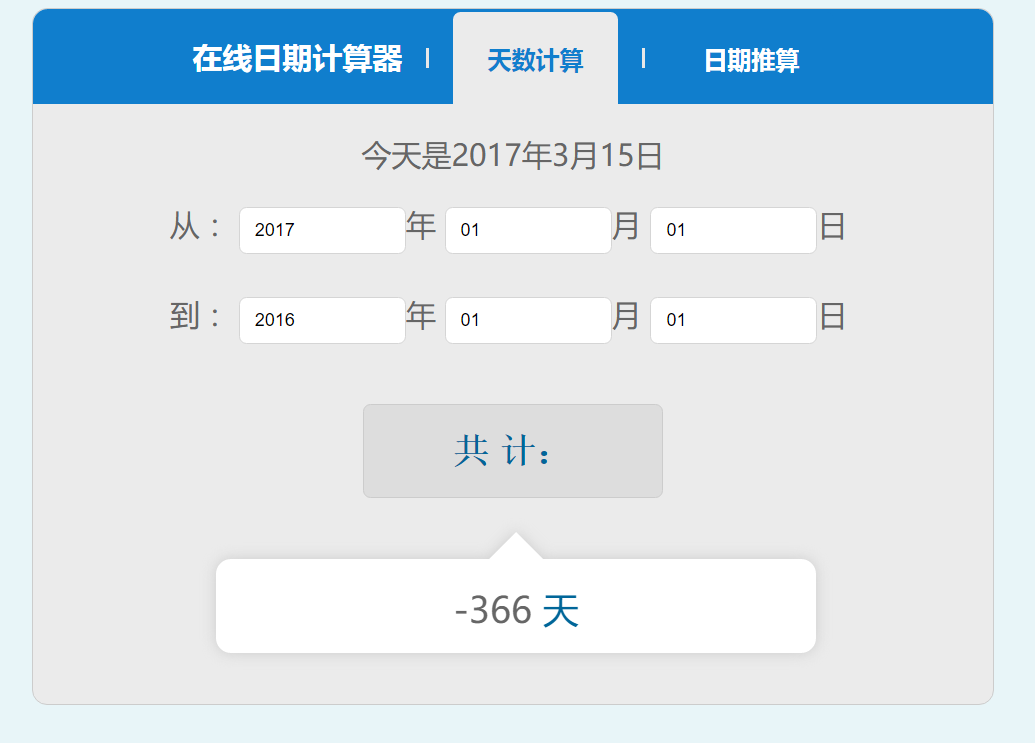 在线日期计算器 | 天数计算 | 日期推算
今天是2017年3月15日
从： 2017 年 01 月 01 日
到： 2016 年 01 月 01 日
共 计：
-366 天